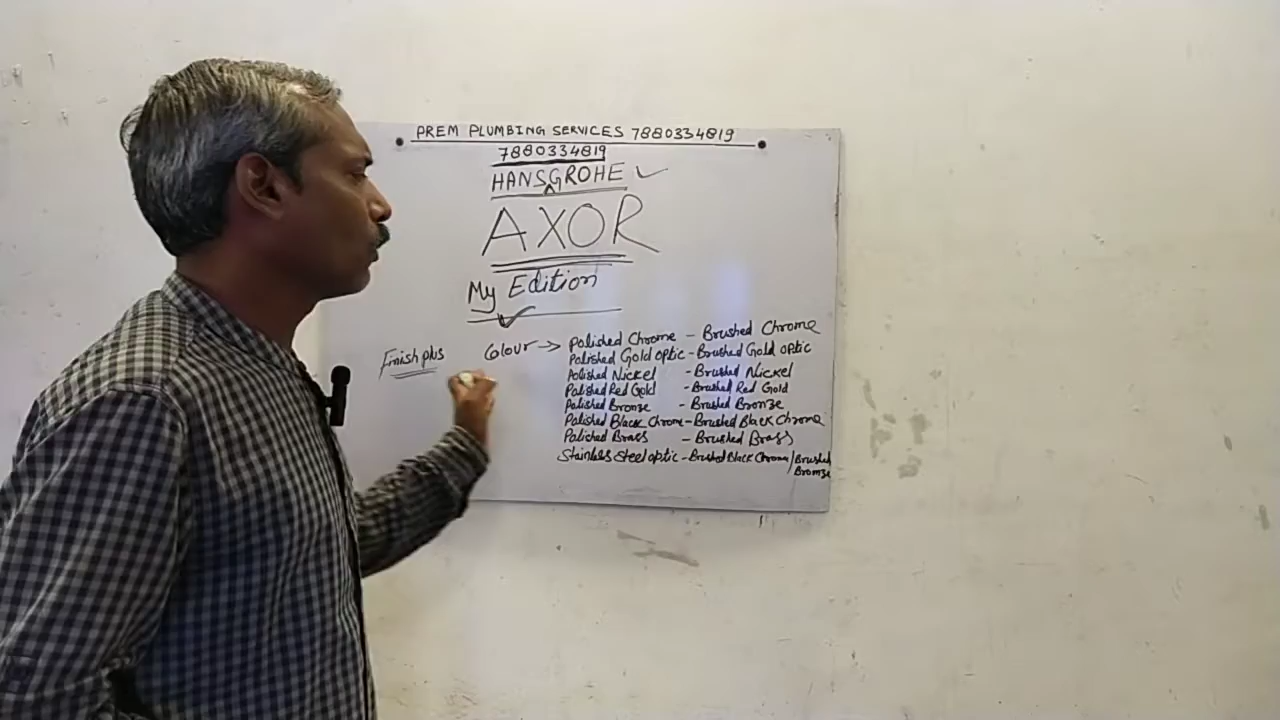 PREM PLUMBING SERVICES 7880334819
7880334819
HANSGROHE
AXOR
My Edition
Finish plus
Colour → Polished Chrome - Brushed Chrome
Polished Gold optic - Brushed Gold optic
Polished Nickel - Brushed Nickel
Polished Red Gold - Brushed Red Gold
Polished Bronze - Brushed Bronze
Polished Black Chrome - Brushed Black Chrome
Polished Brass - Brushed Brass
Stainless Steel optic - Brushed Black Chrome / Brushed
Bronze